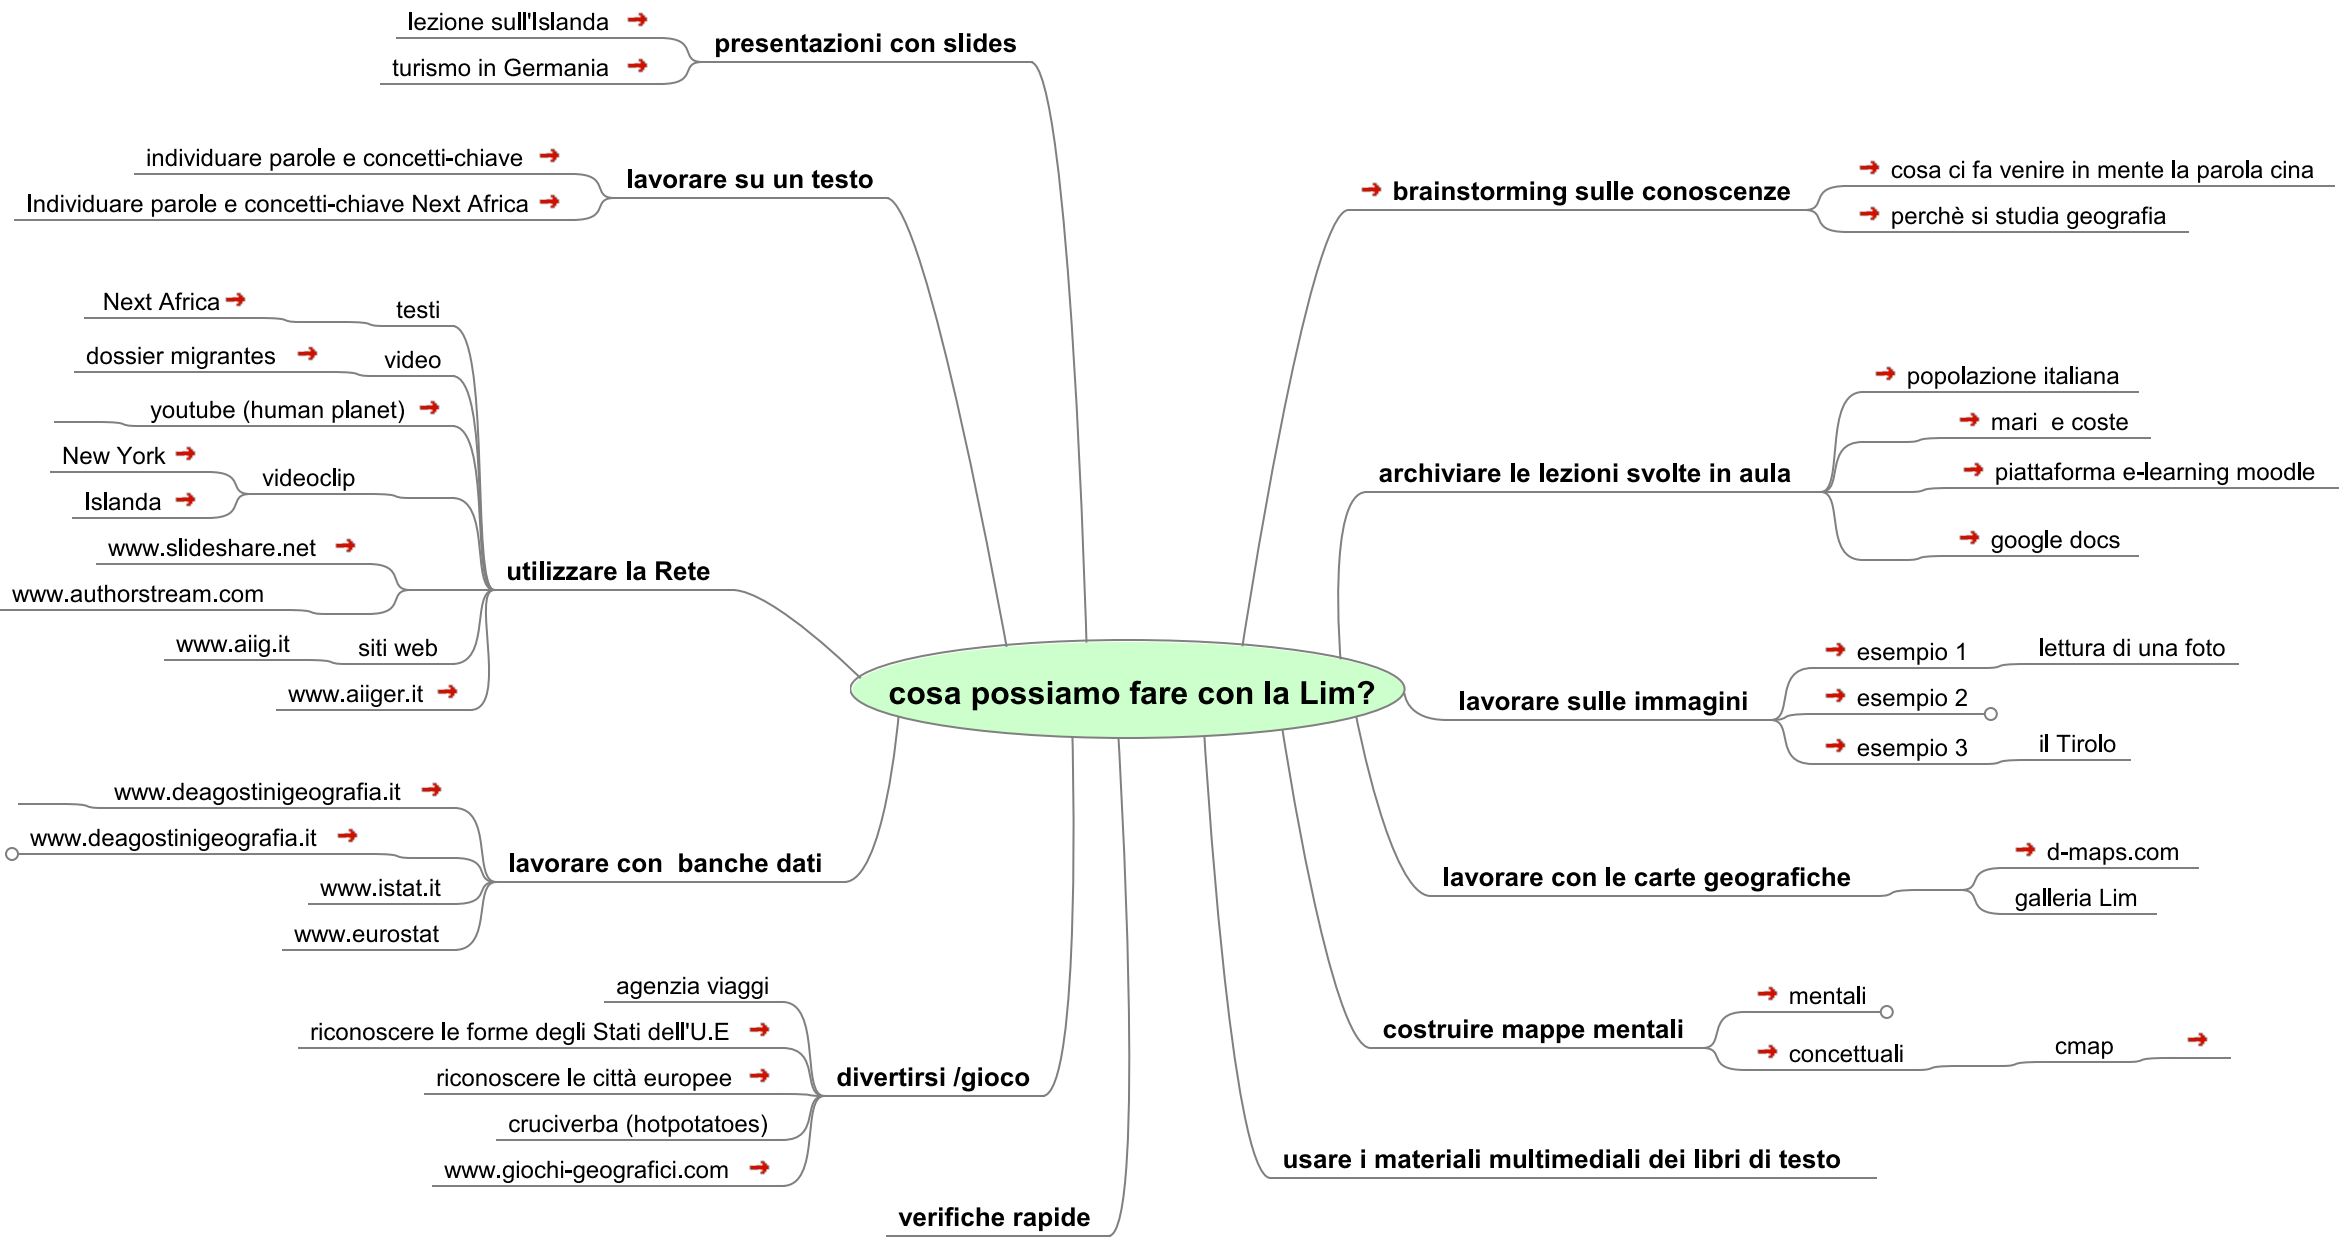 lezione sull'Islanda
turismo in Germania
presentazioni con slides
individuare parole e concetti-chiave
Individuare parole e concetti-chiave Next Africa
lavorare su un testo
Next Africa
testi
dossier migrantes
video
youtube (human planet)
New York
Islanda
videoclip
www.slideshare.net
www.authorstream.com
www.aiig.it
siti web
www.aiiger.it
utilizzare la Rete
www.deagostinigeografia.it
www.deagostinigeografia.it
www.istat.it
www.eurostat
lavorare con  banche dati
agenzia viaggi
riconoscere le forme degli Stati dell'U.E
riconoscere le città europee
cruciverba (hotpotatoes)
www.giochi-geografici.com
divertirsi /gioco
verifiche rapide
cosa possiamo fare con la Lim?
brainstorming sulle conoscenze
cosa ci fa venire in mente la parola cina
perchè si studia geografia
archiviare le lezioni svolte in aula
popolazione italiana
mari  e coste
piattaforma e-learning moodle
google docs
lavorare sulle immagini
esempio 1
lettura di una foto
esempio 2
esempio 3
il Tirolo
lavorare con le carte geografiche
d-maps.com
galleria Lim
costruire mappe mentali
mentali
concettuali
cmap
usare i materiali multimediali dei libri di testo